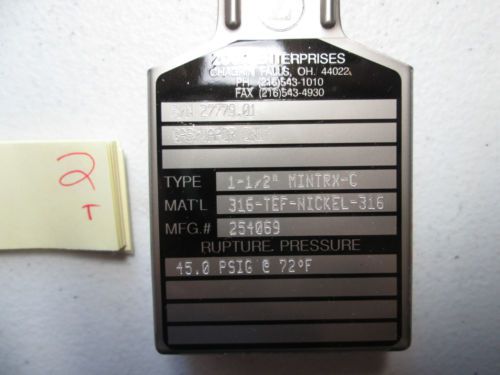 ENTERPRISES
CHAGRIN FALLS, OH. 44022
PH. (216)543-1010
FAX (216)543-4930
S/N 27779.01
TYPE 1-1/2" MINTRX-C
MAT'L 316-TEF-NICKEL-316
MFG.# 254069
RUPTURE PRESSURE
45.0 PSIG @ 72ºF
2
T